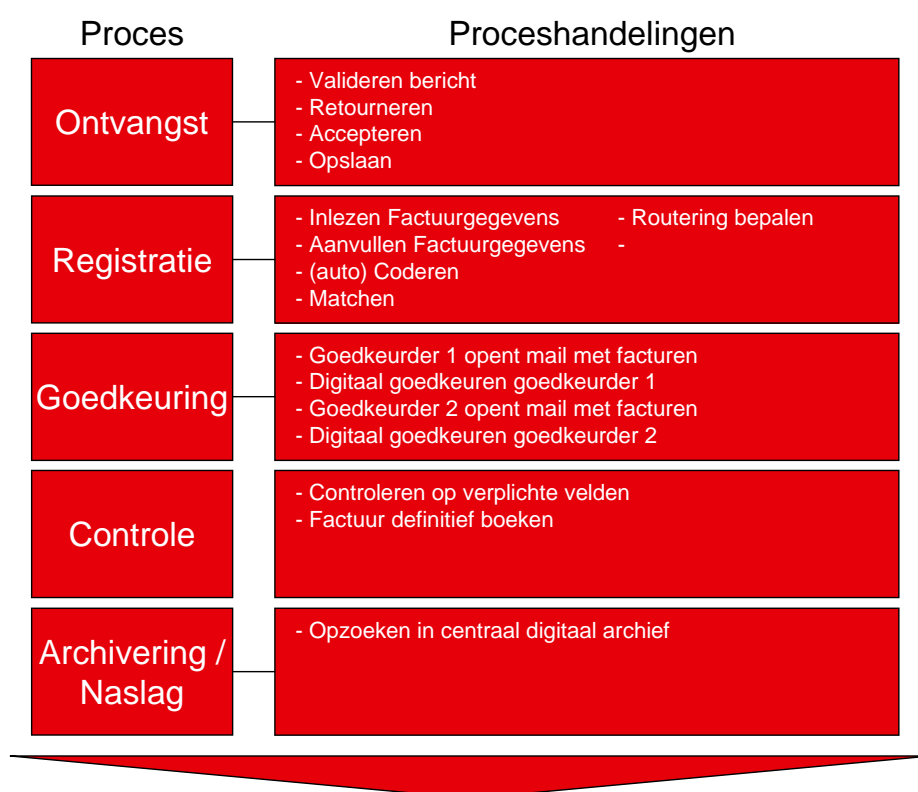 Proces
Proceshandelingen
Ontvangst
- Valideren bericht
- Retourneren
- Accepteren
- Opslaan
Registratie
- Inlezen Factuurgegevens - Routering bepalen
- Aanvullen Factuurgegevens -
- (auto) Coderen
- Matchen
Goedkeuring
- Goedkeurder 1 opent mail met facturen
- Digitaal goedkeuren goedkeurder 1
- Goedkeurder 2 opent mail met facturen
- Digitaal goedkeuren goedkeurder 2
Controle
- Controleren op verplichte velden
- Factuur definitief boeken
Archivering /
Naslag
- Opzoeken in centraal digitaal archief